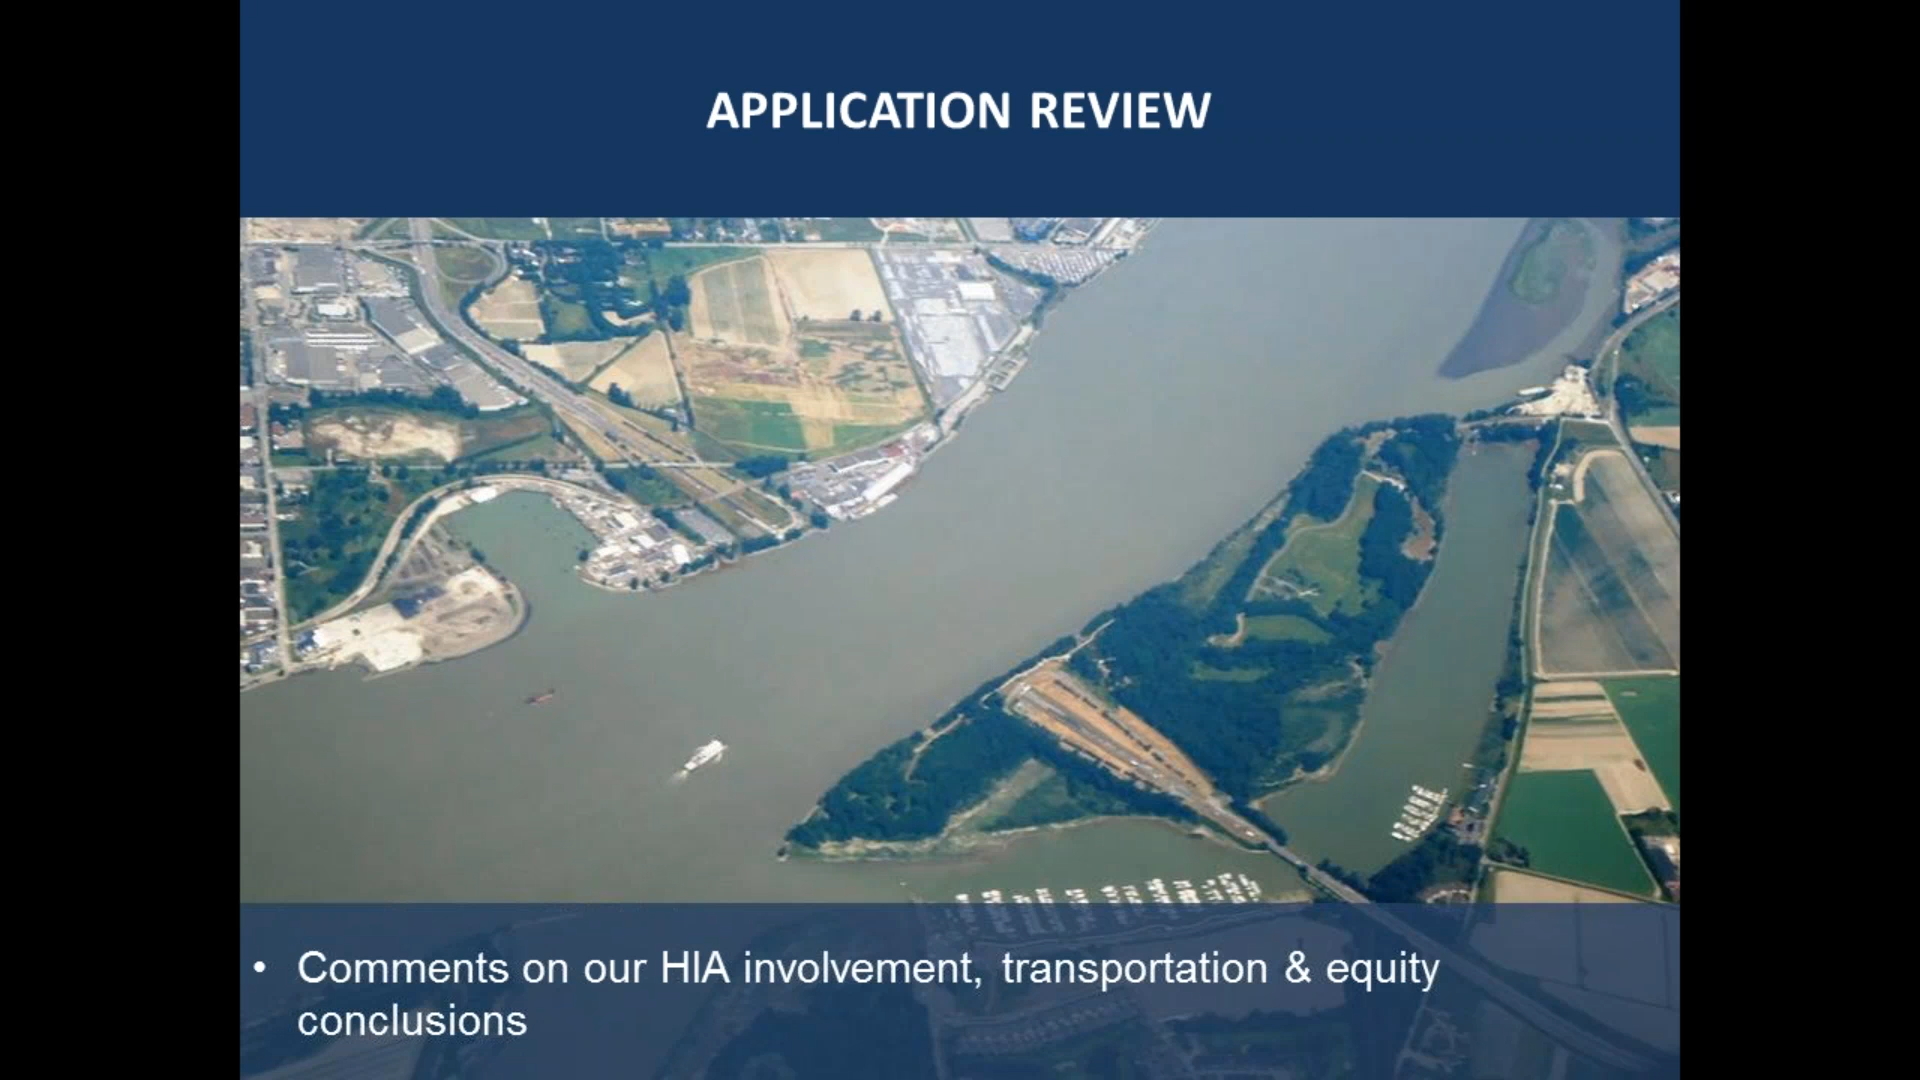 APPLICATION REVIEW
• Comments on our HIA involvement, transportation & equity
conclusions